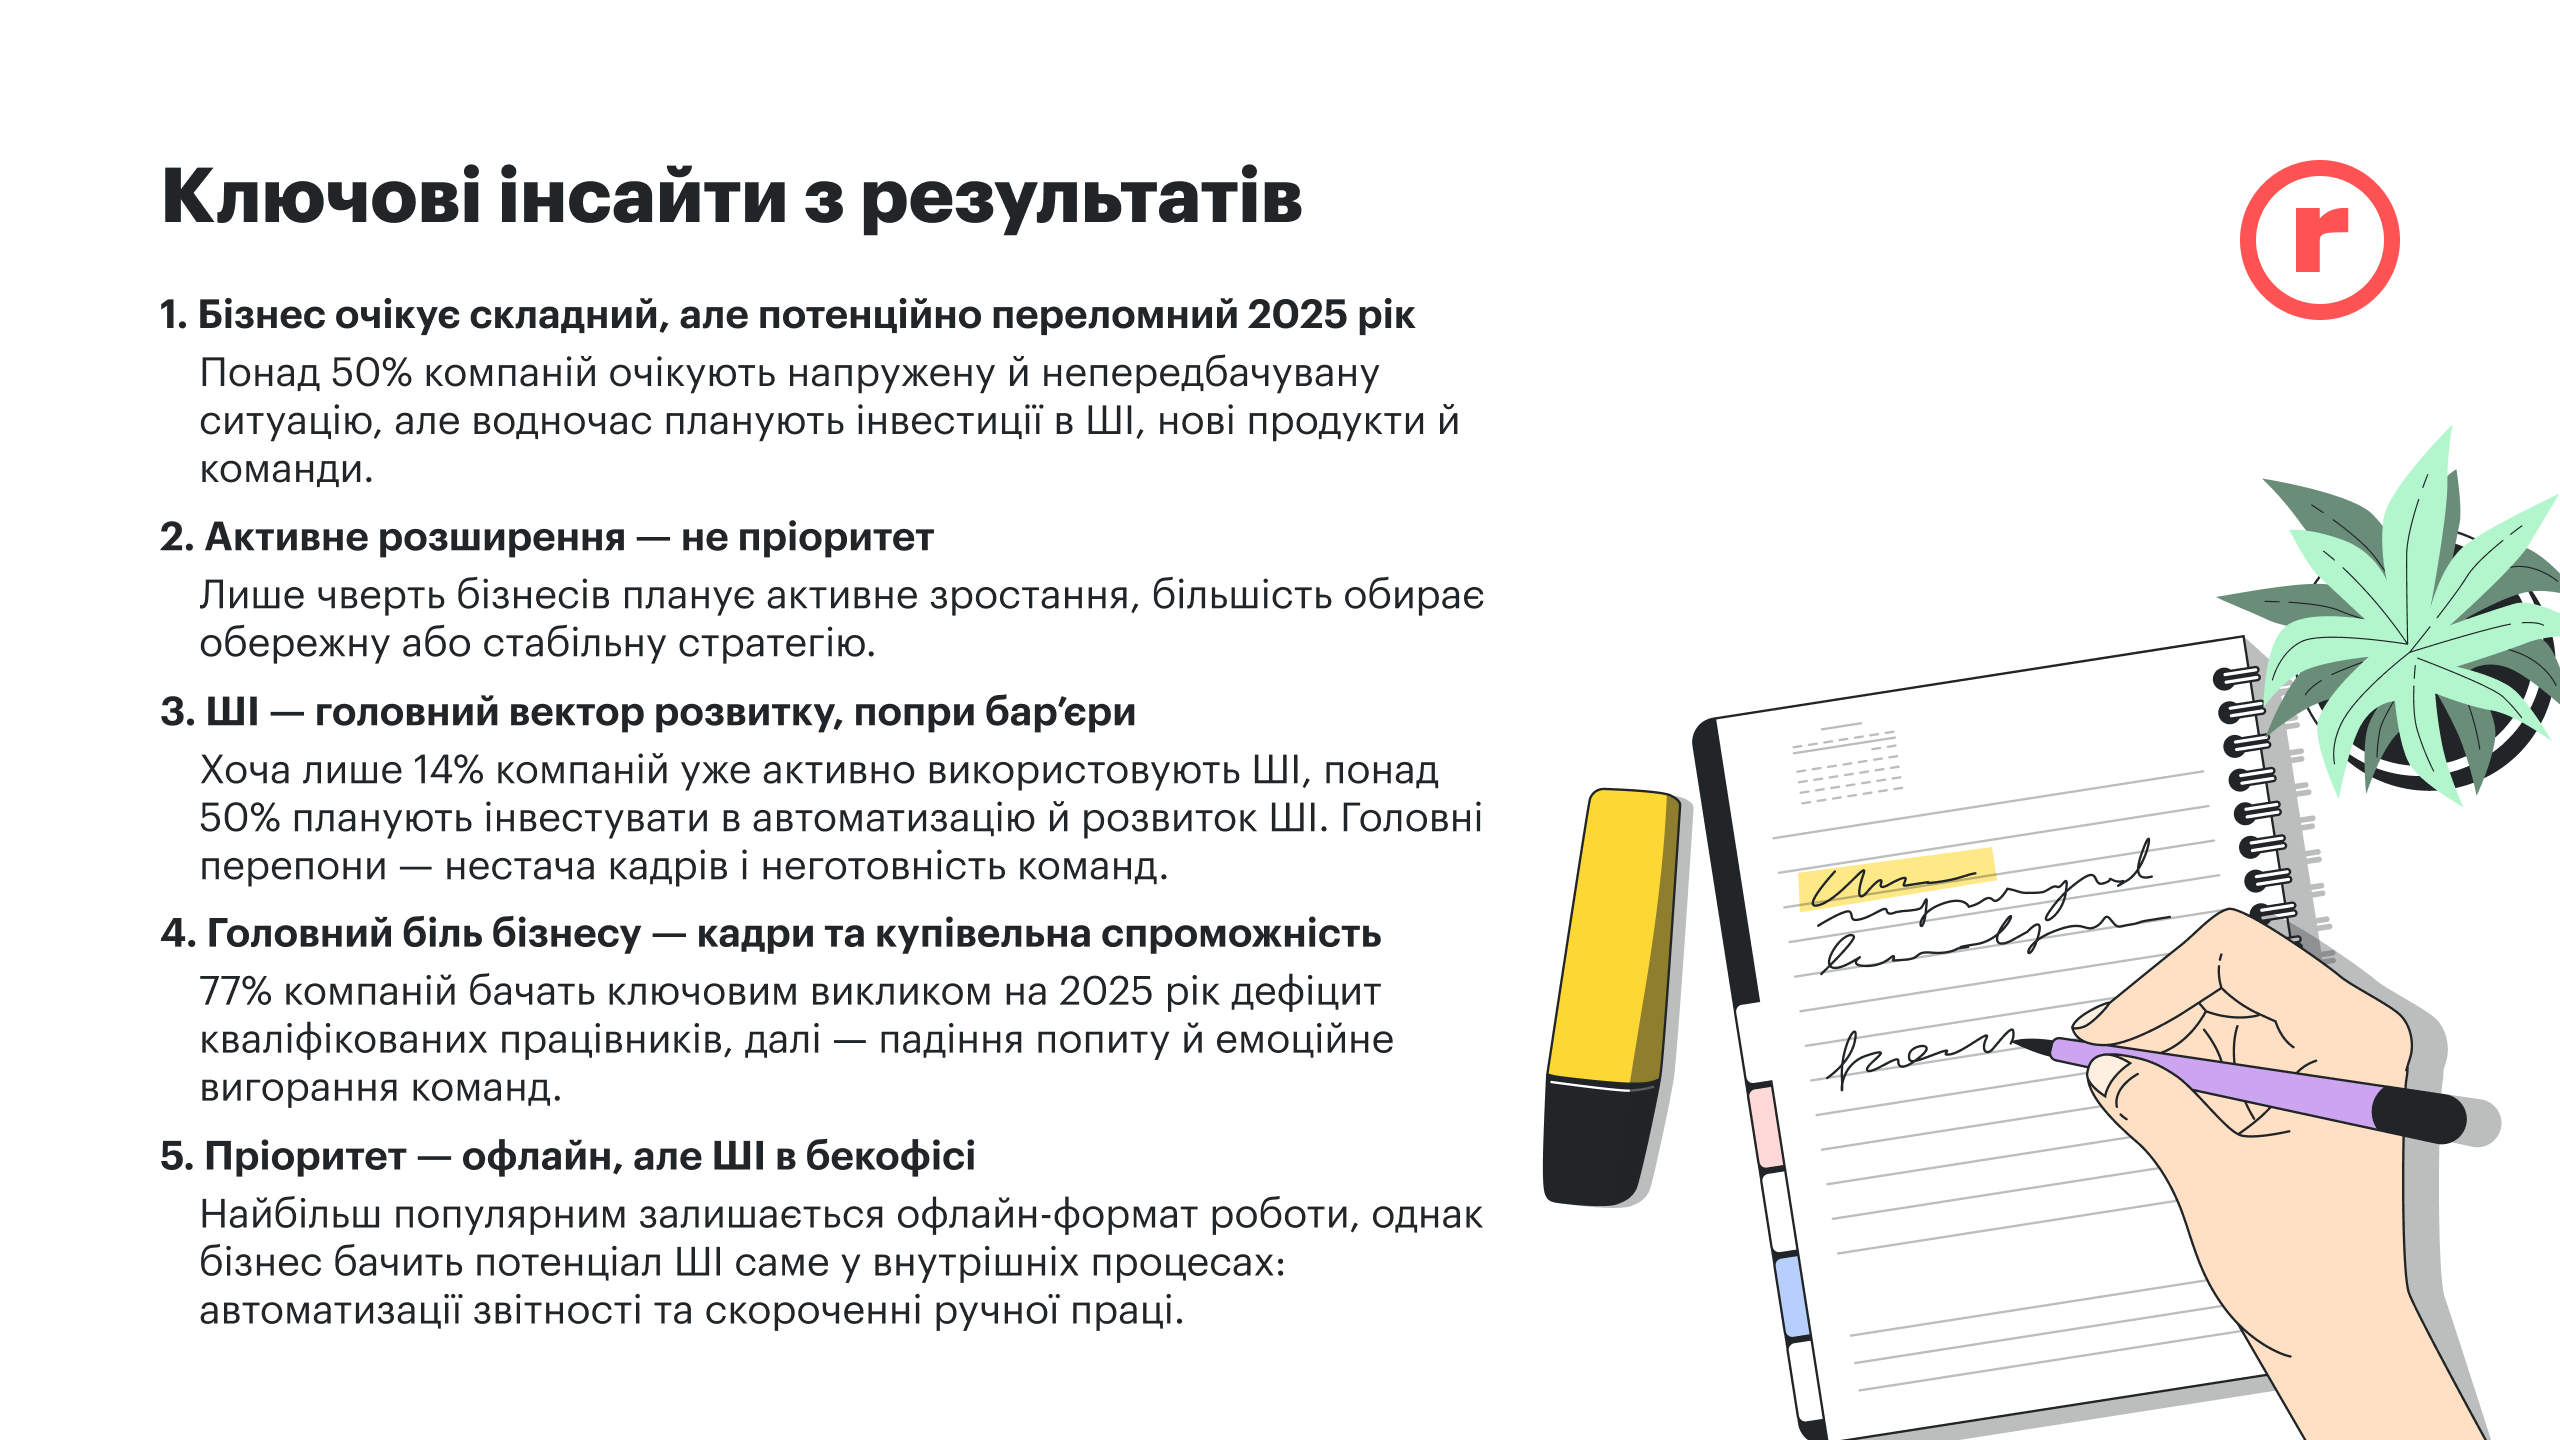 Ключові інсайти з результатів
r
1. Бізнес очікує складний, але потенційно переломний 2025 рік
Понад 50% компаній очікують напружену й непередбачувану
ситуацію, але водночас планують інвестиції в ШІ, нові продукти й
команди.
2. Активне розширення — не пріоритет
Лише чверть бізнесів планує активне зростання, більшість обирає
обережну або стабільну стратегію.
3. ШІ — головний вектор розвитку, попри бар’єри
Хоча лише 14% компаній уже активно використовують ШІ, понад
50% планують інвестувати в автоматизацію й розвиток ШІ. Головні
перепони — нестача кадрів і неготовність команд.
4. Головний біль бізнесу — кадри та купівельна спроможність
77% компаній бачать ключовим викликом на 2025 рік дефіцит
кваліфікованих працівників, далі — падіння попиту й емоційне
вигорання команд.
5. Пріоритет — офлайн, але ШІ в бекофісі
Найбільш популярним залишається офлайн-формат роботи, однак
бізнес бачить потенціал ШІ саме у внутрішніх процесах:
автоматизації звітності та скороченні ручної праці.